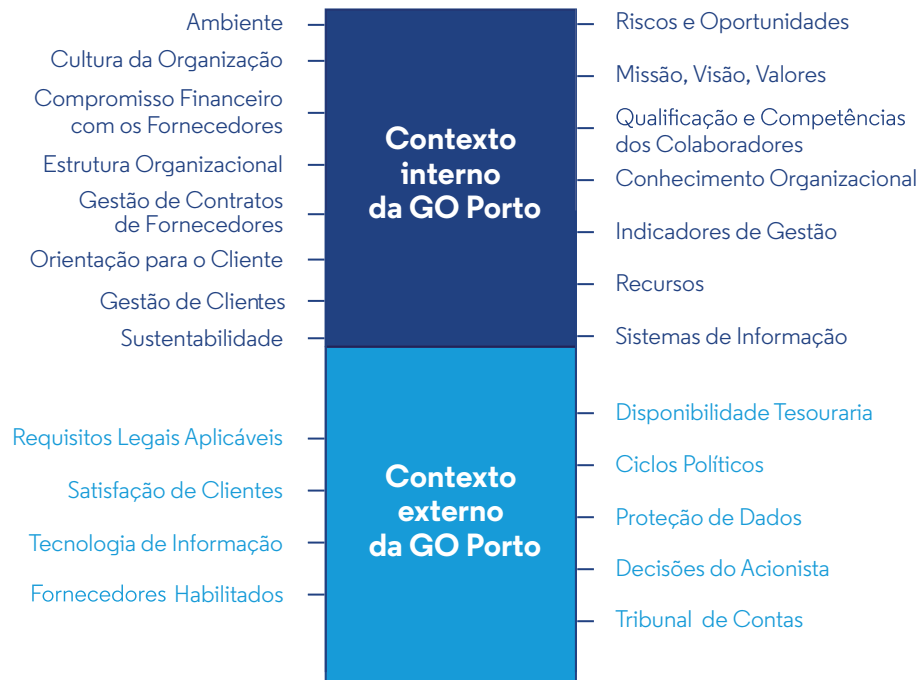 Ambiente
Cultura da Organização
Compromisso Financeiro
com os Fornecedores
Estrutura Organizacional
Gestão de Contratos
de Fornecedores
Orientação para o Cliente
Gestão de Clientes
Sustentabilidade
Contexto
interno
da GO Porto
Riscos e Oportunidades
Missão, Visão, Valores
Qualificação e Competências
dos Colaboradores
Conhecimento Organizacional
Indicadores de Gestão
Recursos
Sistemas de Informação
Requisitos Legais Aplicáveis
Satisfação de Clientes
Tecnologia de Informação
Fornecedores Habilitados
Contexto
externo
da GO Porto
Disponibilidade Tesouraria
Ciclos Políticos
Proteção de Dados
Decisões do Acionista
Tribunal de Contas